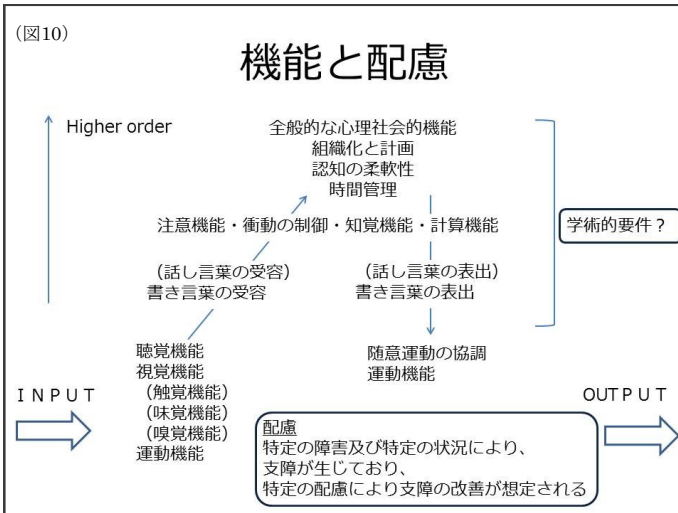 (図10)
機能と配慮
Higher order
全般的な心理社会的機能
組織化と計画
認知の柔軟性
時間管理
注意機能・衝動の制御・知覚機能・計算機能
学術的要件？
（話し言葉の受容）
書き言葉の受容
（話し言葉の表出）
書き言葉の表出
聴覚機能
視覚機能
（触覚機能）
（味覚機能）
（嗅覚機能）
運動機能
随意運動の協調
運動機能
ＩＮＰＵＴ
OUTＰＵＴ
配慮
特定の障害及び特定の状況により、
支障が生じており、
特定の配慮により支障の改善が想定される